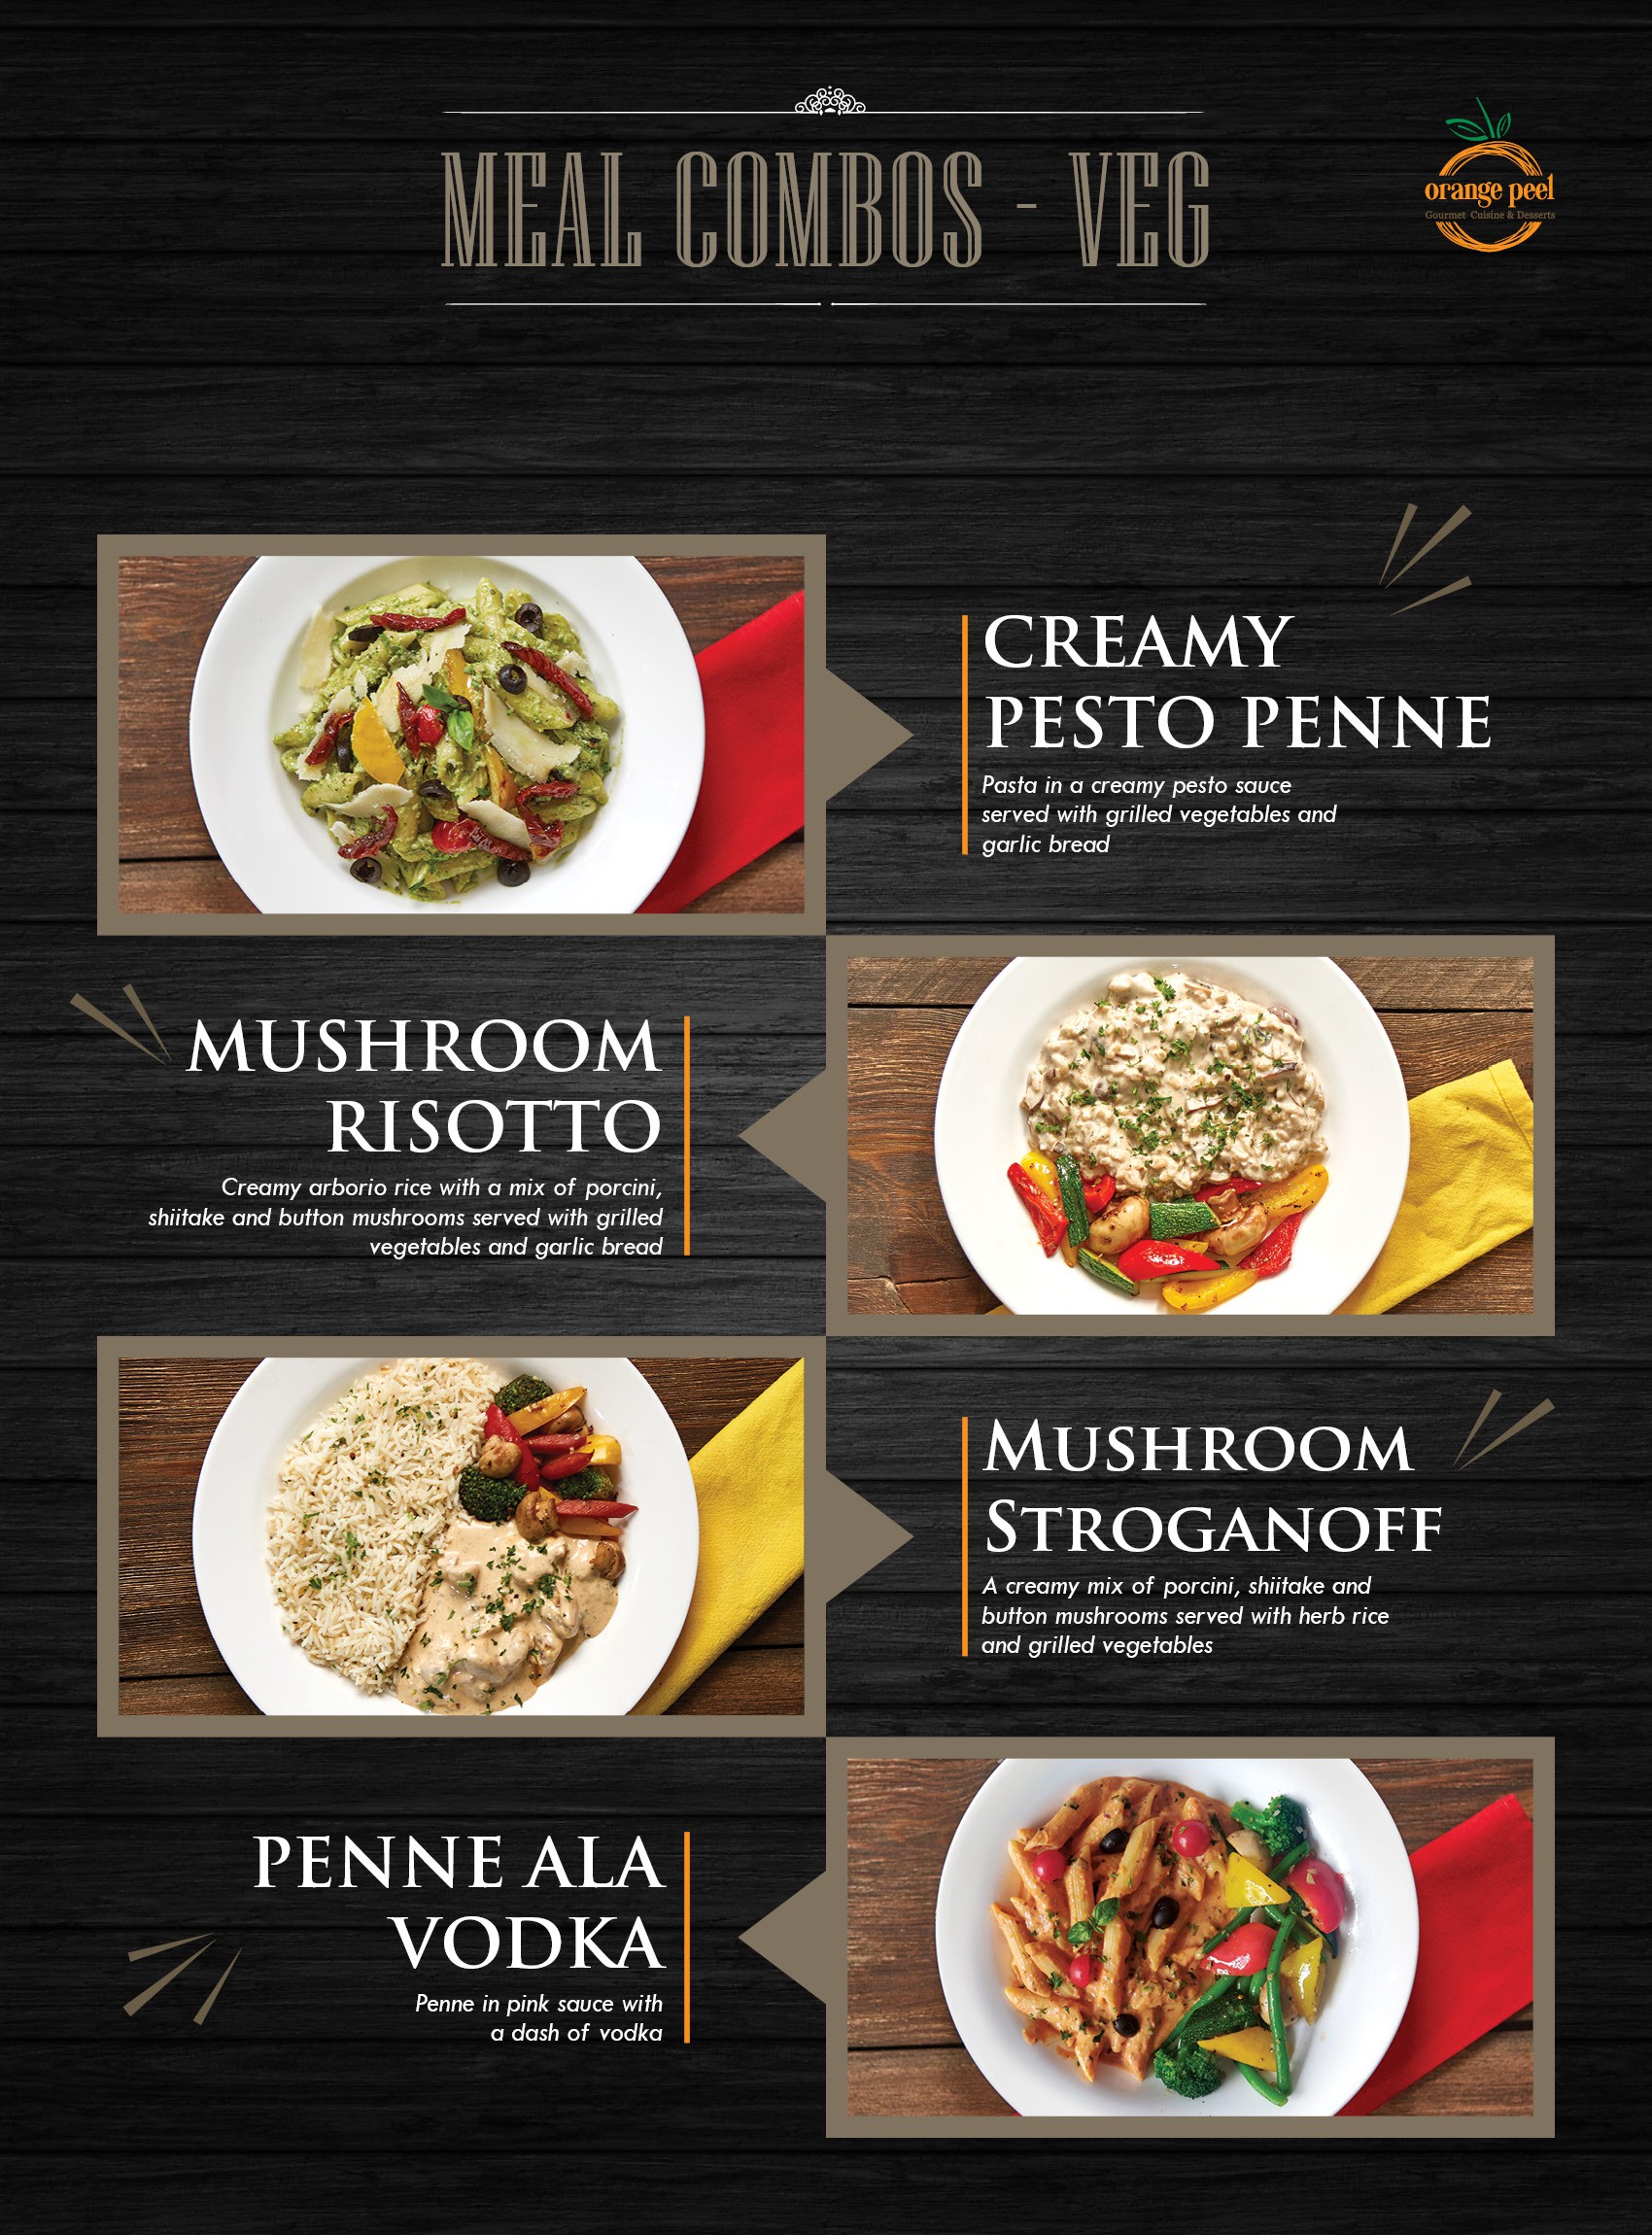 MEAL COMBOS - VEG
orange peel
Gourmet Cuisine & Desserts
CREAMY
PESTO PENNE
Pasta in a creamy pesto sauce
served with grilled vegetables and
garlic bread
MUSHROOM
RISOTTO
Creamy arborio rice with a mix of porcini,
shiitake and button mushrooms served with grilled
vegetables and garlic bread
MUSHROOM
STROGANOFF
A creamy mix of porcini, shiitake and
button mushrooms served with herb rice
and grilled vegetables
PENNE ALA
VODKA
Penne in pink sauce with
a dash of vodka